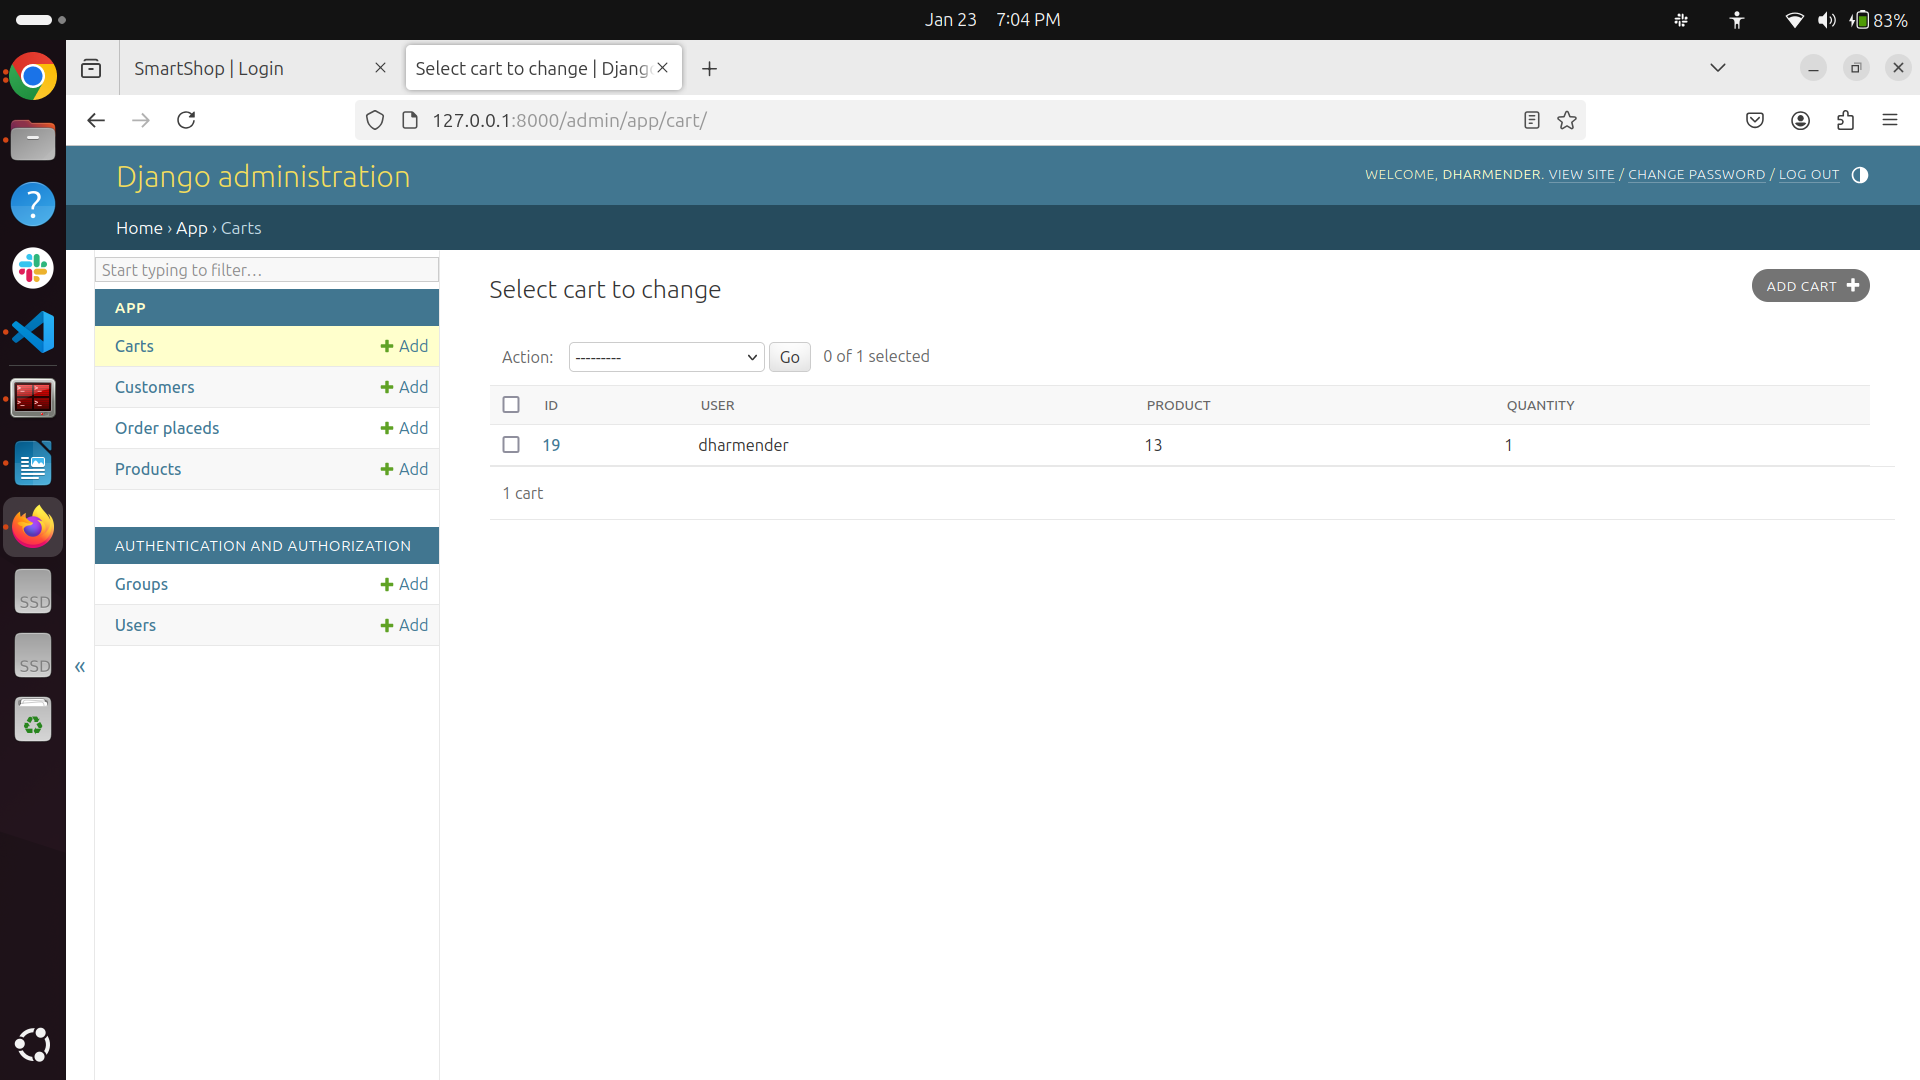 Jan 23 7:04 PM
83%
SmartShop | Login
Select cart to change | Djang
127.0.0.1:8000/admin/app/cart/
Django administration
WELCOME, DHARMENDER. VIEW SITE / CHANGE PASSWORD / LOG OUT
Home › App › Carts
Start typing to filter…
APP
Carts Add
Customers Add
Order placeds Add
Products Add
AUTHENTICATION AND AUTHORIZATION
Groups Add
Users Add
«
Select cart to change
ADD CART
Action: --------- Go 0 of 1 selected
ID USER PRODUCT QUANTITY
19 dharmender 13 1
1 cart
SSD
SSD